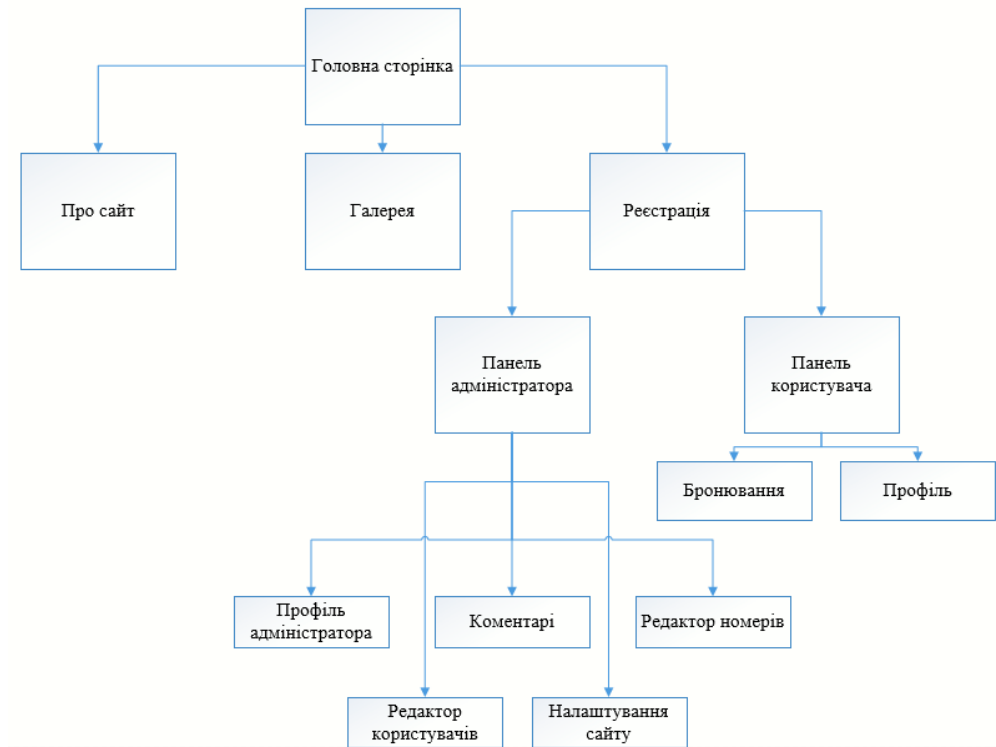 Головна сторінка
Про сайт
Галерея
Реєстрація
Панель
адміністратора
Панель
користувача
Бронювання
Профіль
Профіль
адміністратора
Коментарі
Редактор номерів
Редактор
користувачів
Налаштування
сайту